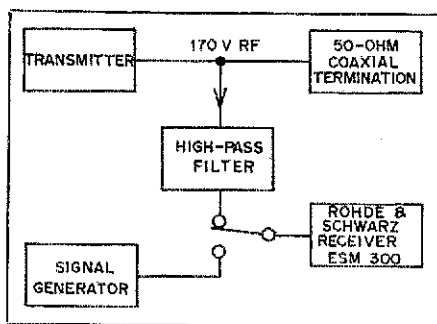 TRANSMITTER
170 V RF
50-OHM
COAXIAL
TERMINATION
HIGH-PASS
FILTER
ROHDE &
SCHWARZ
RECEIVER
ESM 300
SIGNAL
GENERATOR